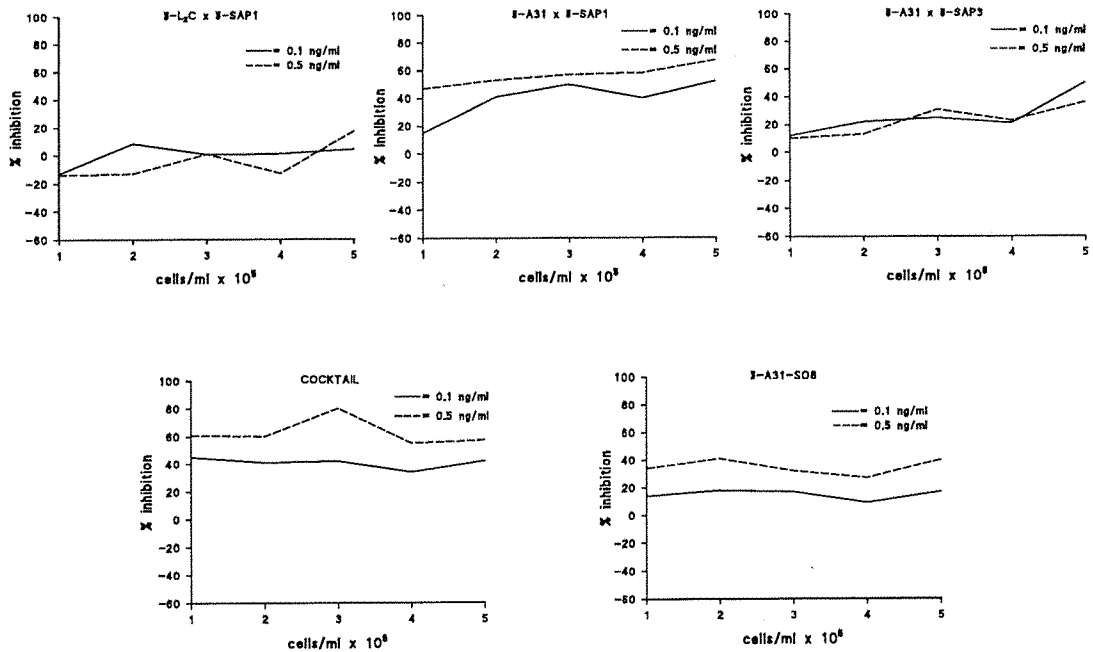 ɣ-L₂C x ɣ-SAP1
= 0.1 ng/ml
= 0.5 ng/ml
% inhibition
100
80
60
40
20
0
-20
-40
-60
1 2 3 4 5
cells/ml x 10⁵
ɣ-A31 x ɣ-SAP1
= 0.1 ng/ml
= 0.5 ng/ml
% inhibition
100
80
60
40
20
0
-20
-40
-60
1 2 3 4 5
cells/ml x 10⁵
ɣ-A31 x ɣ-SAP3
= 0.1 ng/ml
= 0.5 ng/ml
% inhibition
100
80
60
40
20
0
-20
-40
-60
1 2 3 4 5
cells/ml x 10⁵
COCKTAIL
= 0.1 ng/ml
= 0.5 ng/ml
% inhibition
100
80
60
40
20
0
-20
-40
-60
1 2 3 4 5
cells/ml x 10⁵
ɣ-A31-SO8
= 0.1 ng/ml
= 0.5 ng/ml
% inhibition
100
80
60
40
20
0
-20
-40
-60
1 2 3 4 5
cells/ml x 10⁵